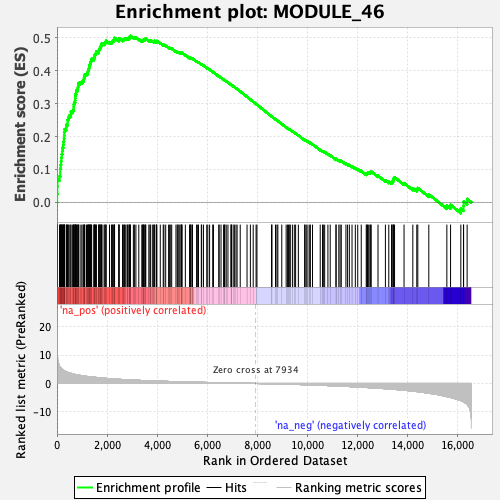 Enrichment plot: MODULE_46
Enrichment score (ES)
0.5
0.4
0.3
0.2
0.1
0.0
'na_pos' (positively correlated)
Ranked list metric (PreRanked)
20
10
0
-10
Zero cross at 7934
'na_neg' (negatively correlated)
0
2,000
4,000
6,000
8,000
10,000
12,000
14,000
16,000
Rank in Ordered Dataset
Enrichment profile
Hits
Ranking metric scores